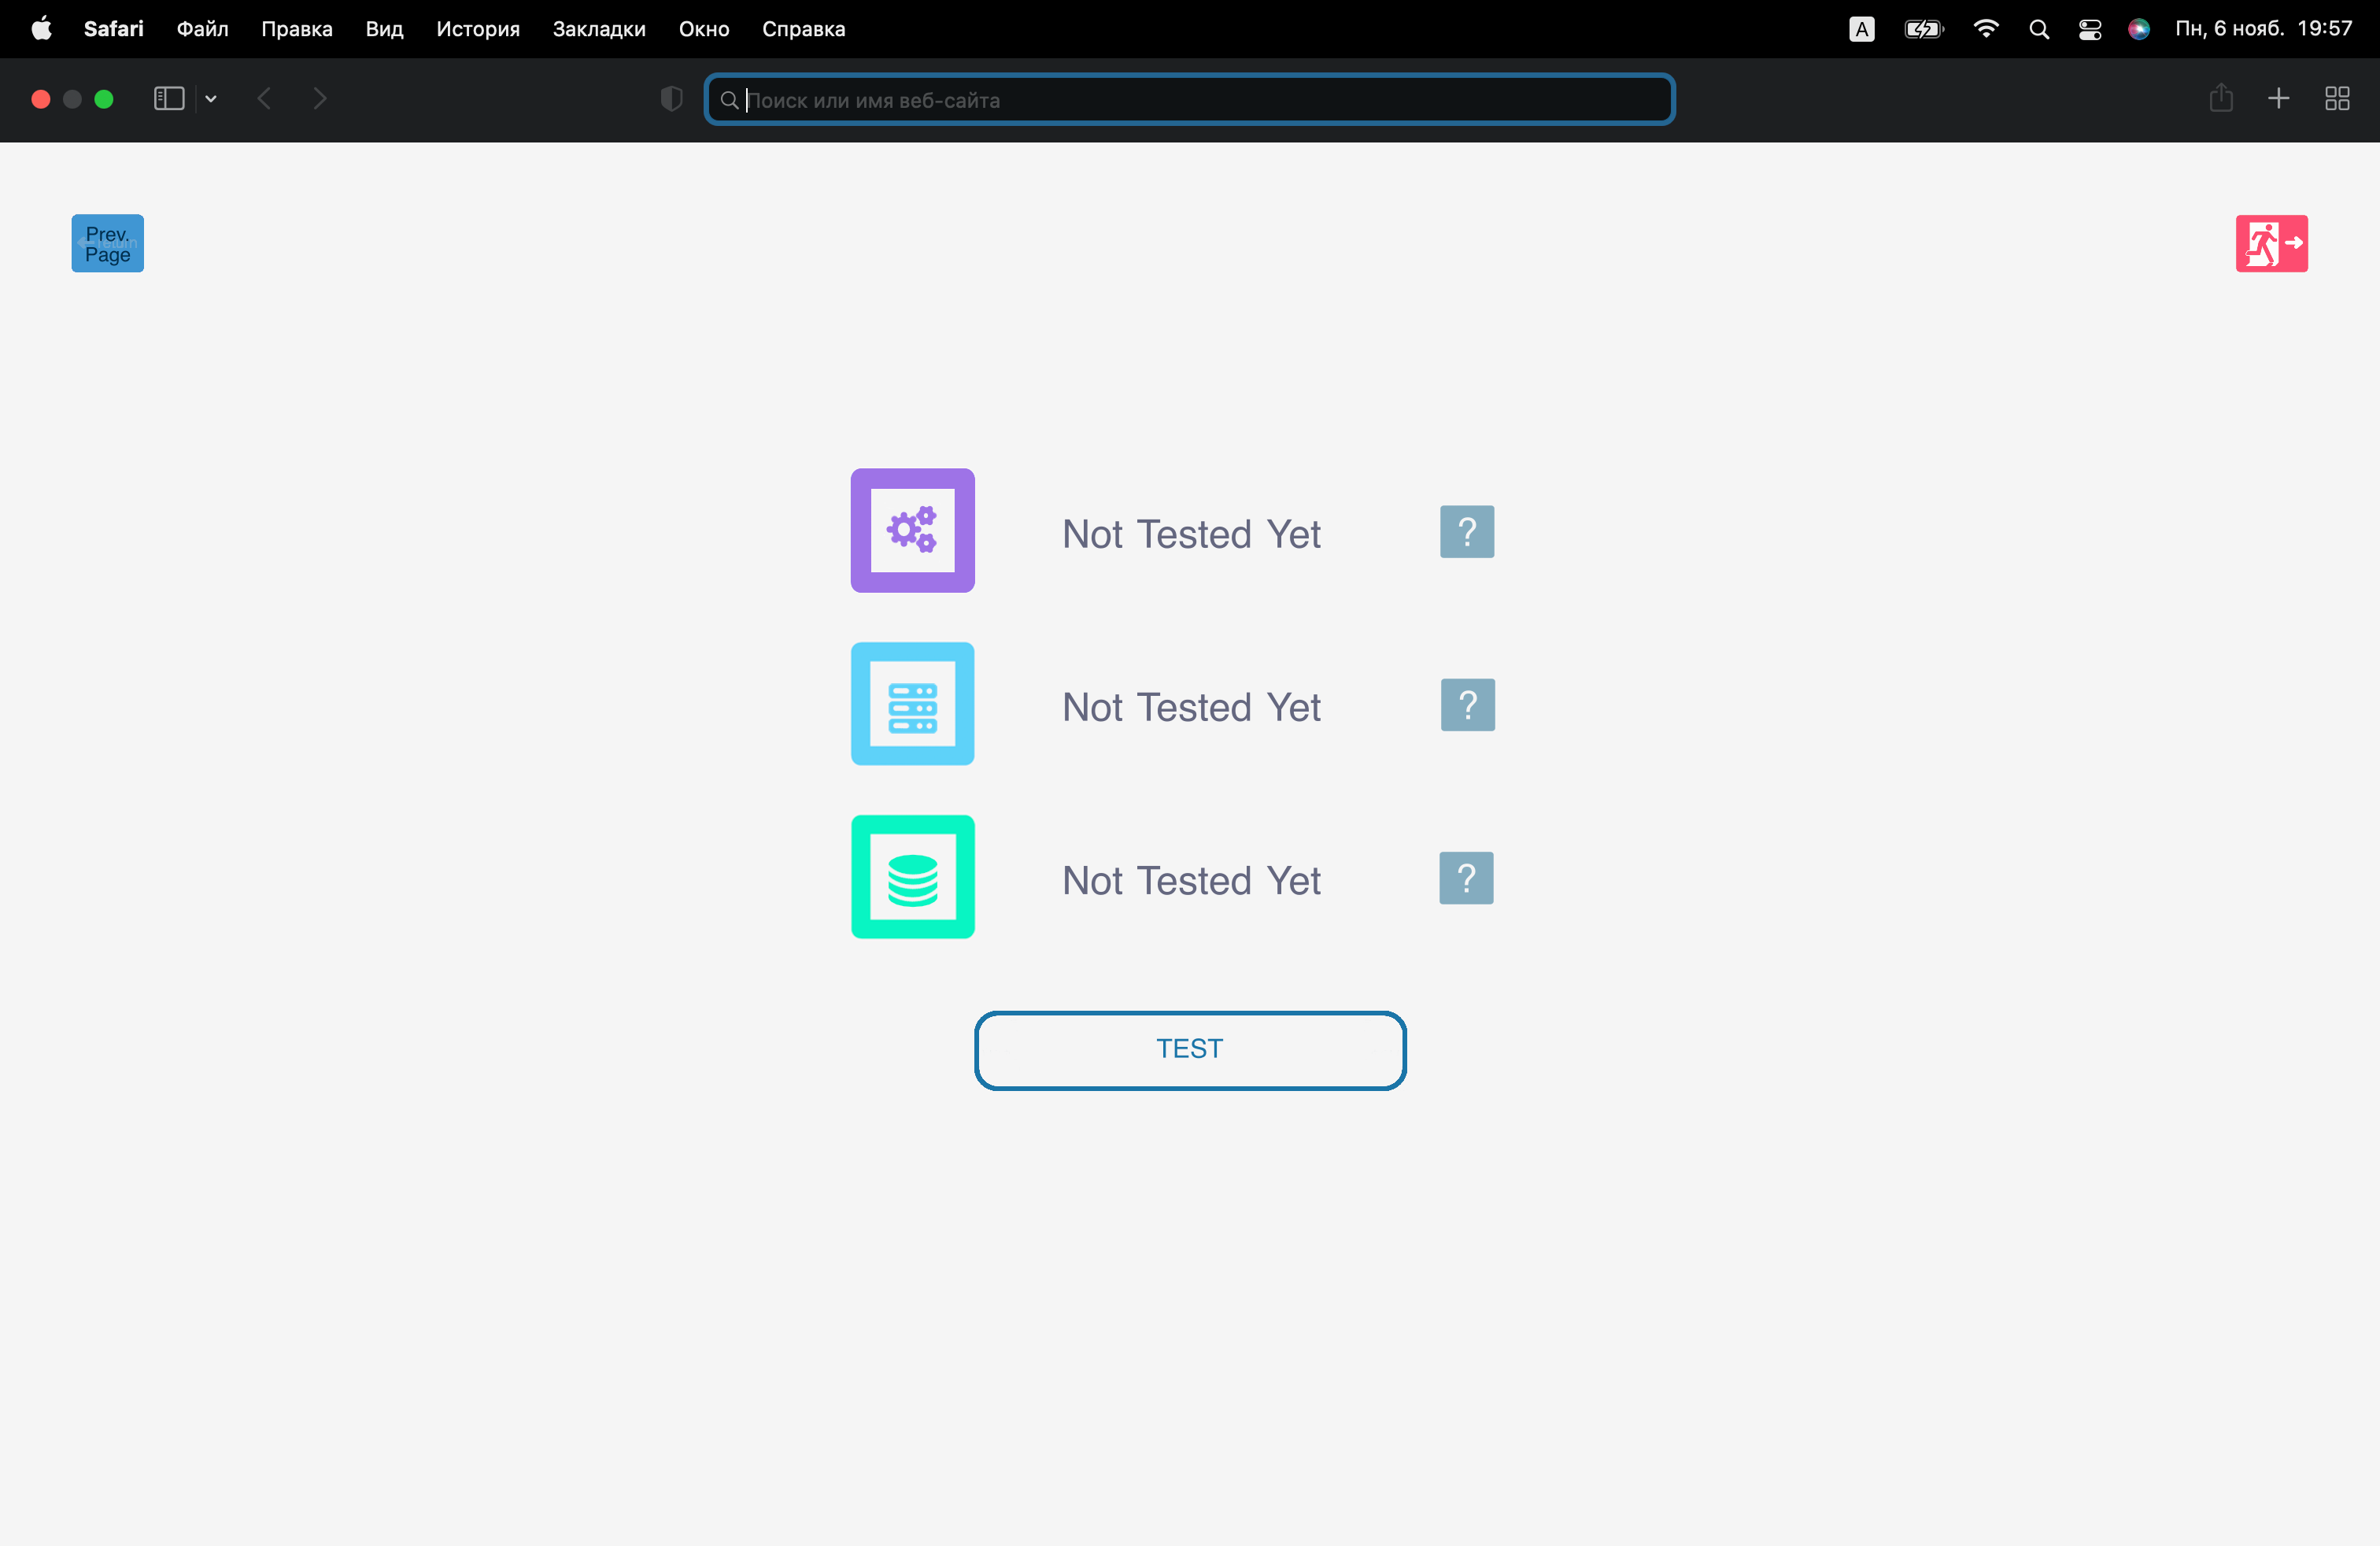 Safari Файл Правка Вид История Закладки Окно Справка A Пн, 6 нояб. 19:57
Поиск или имя веб-сайта
Prev.
return
Page
Not Tested Yet ?
Not Tested Yet ?
Not Tested Yet ?
TEST